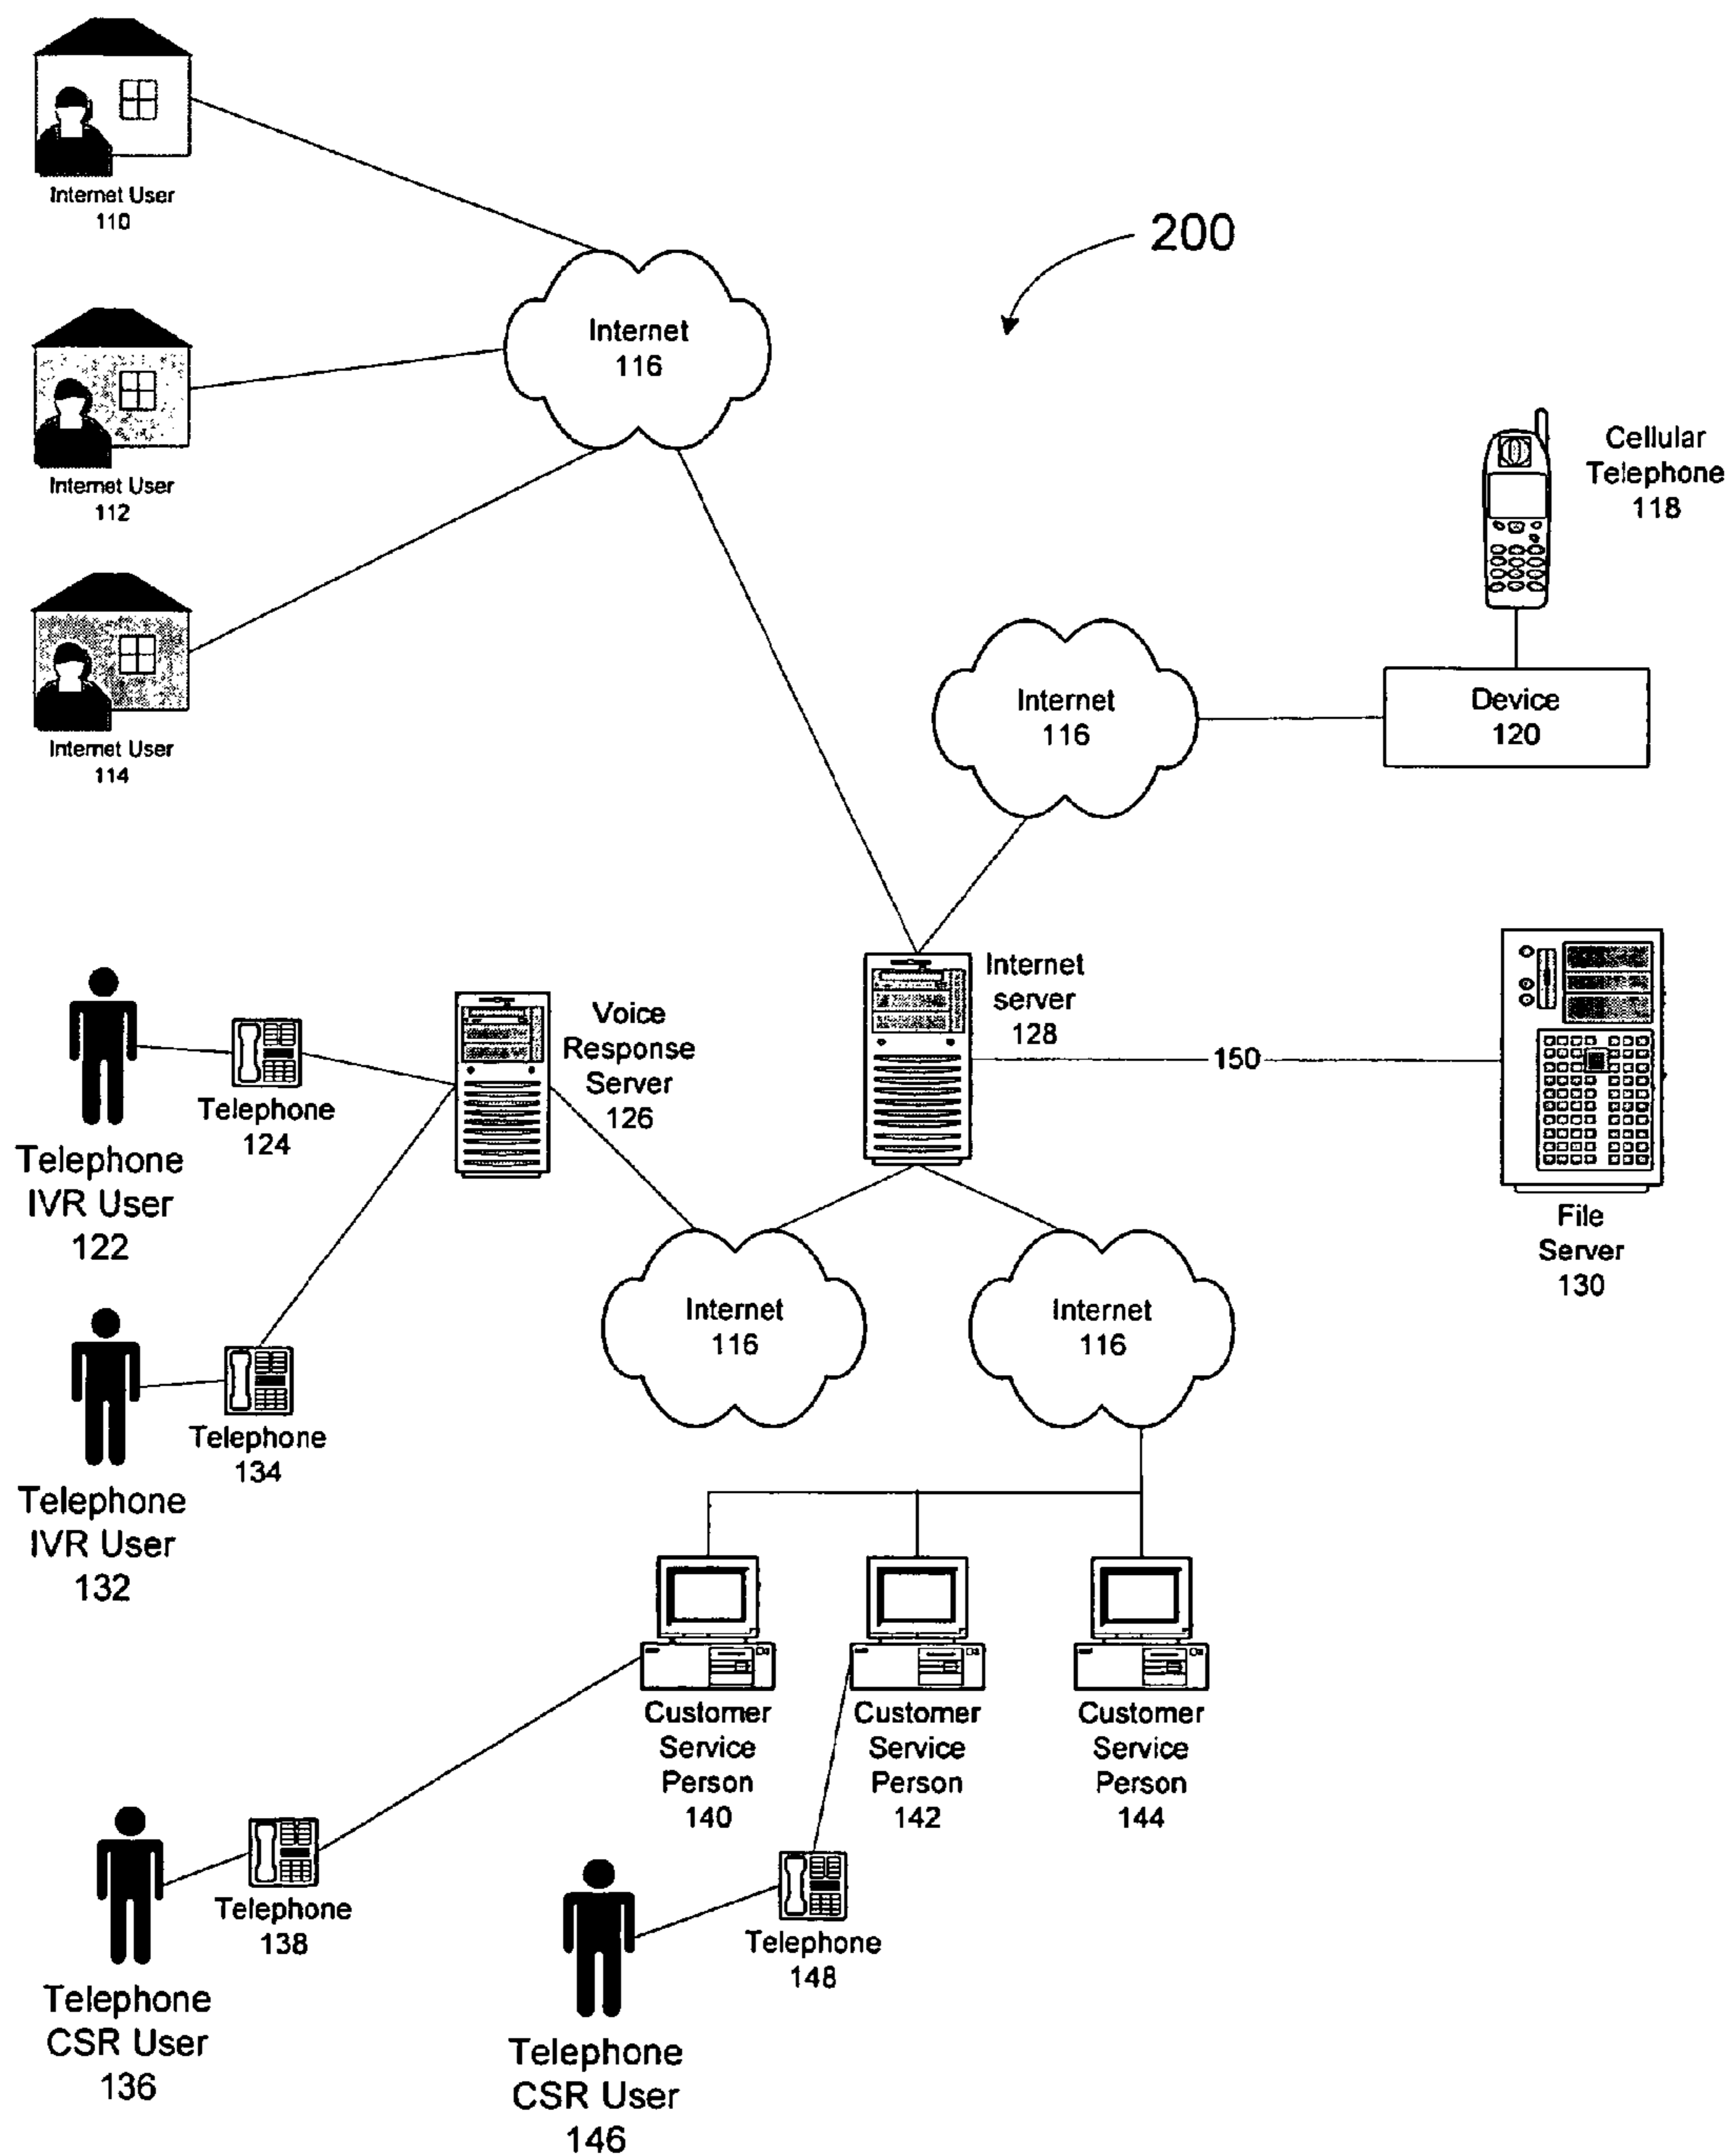 Internet User
110
200
Internet
116
Internet User
112
Cellular
Telephone
118
Internet User
114
Internet
116
Device
120
Internet
server
128
Voice
Response
Server
126
150
Telephone
124
Telephone
IVR User
122
File
Server
130
Internet
116
Internet
116
Telephone
134
Telephone
IVR User
132
Customer
Service
Person
140
Customer
Service
Person
142
Customer
Service
Person
144
Telephone
138
Telephone
148
Telephone
CSR User
136
Telephone
CSR User
146